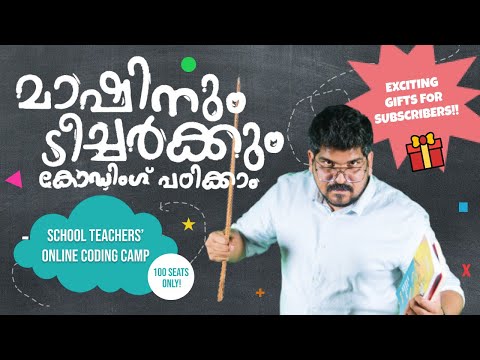 മാഷിനും
ടീച്ചർക്കും
കോഡിംഗ് പഠിക്കാം
EXCITING
GIFTS FOR
SUBSCRIBERS!!
SCHOOL TEACHERS'
ONLINE CODING CAMP
100 SEATS
ONLY!